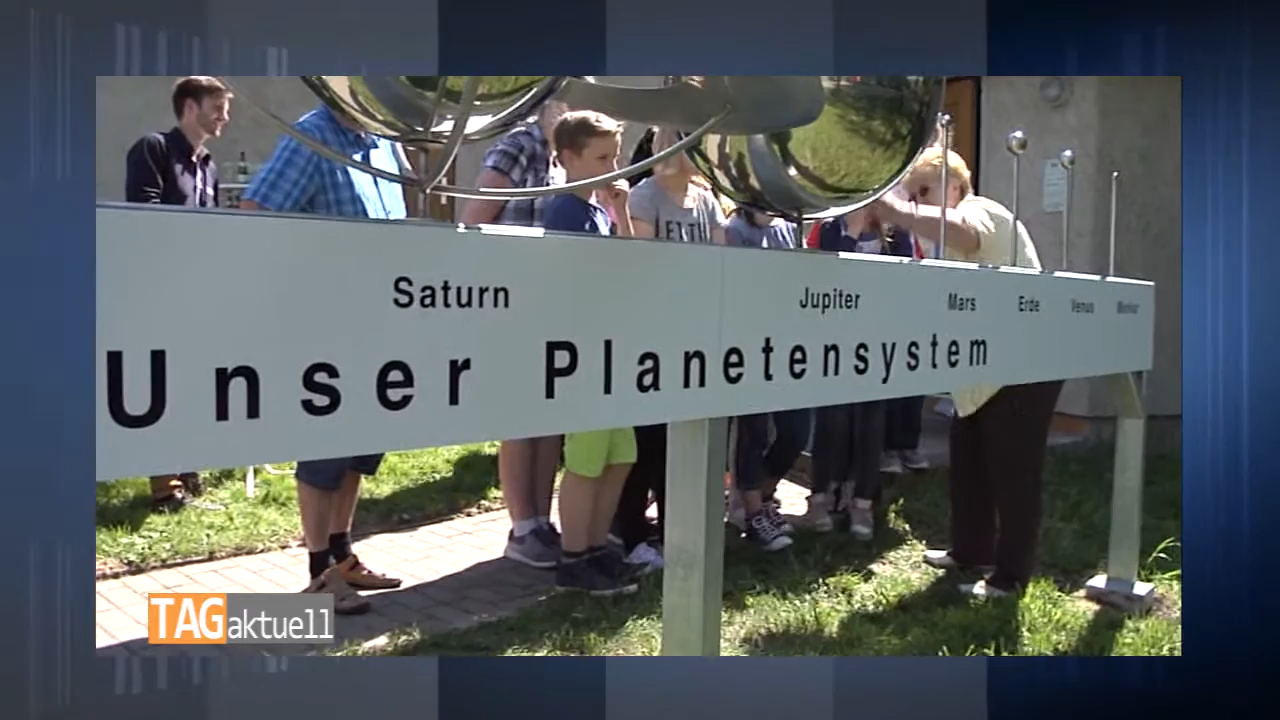 Saturn Jupiter Mars Erde Venus Merkur
Unser Planetensystem
TAGaktuell